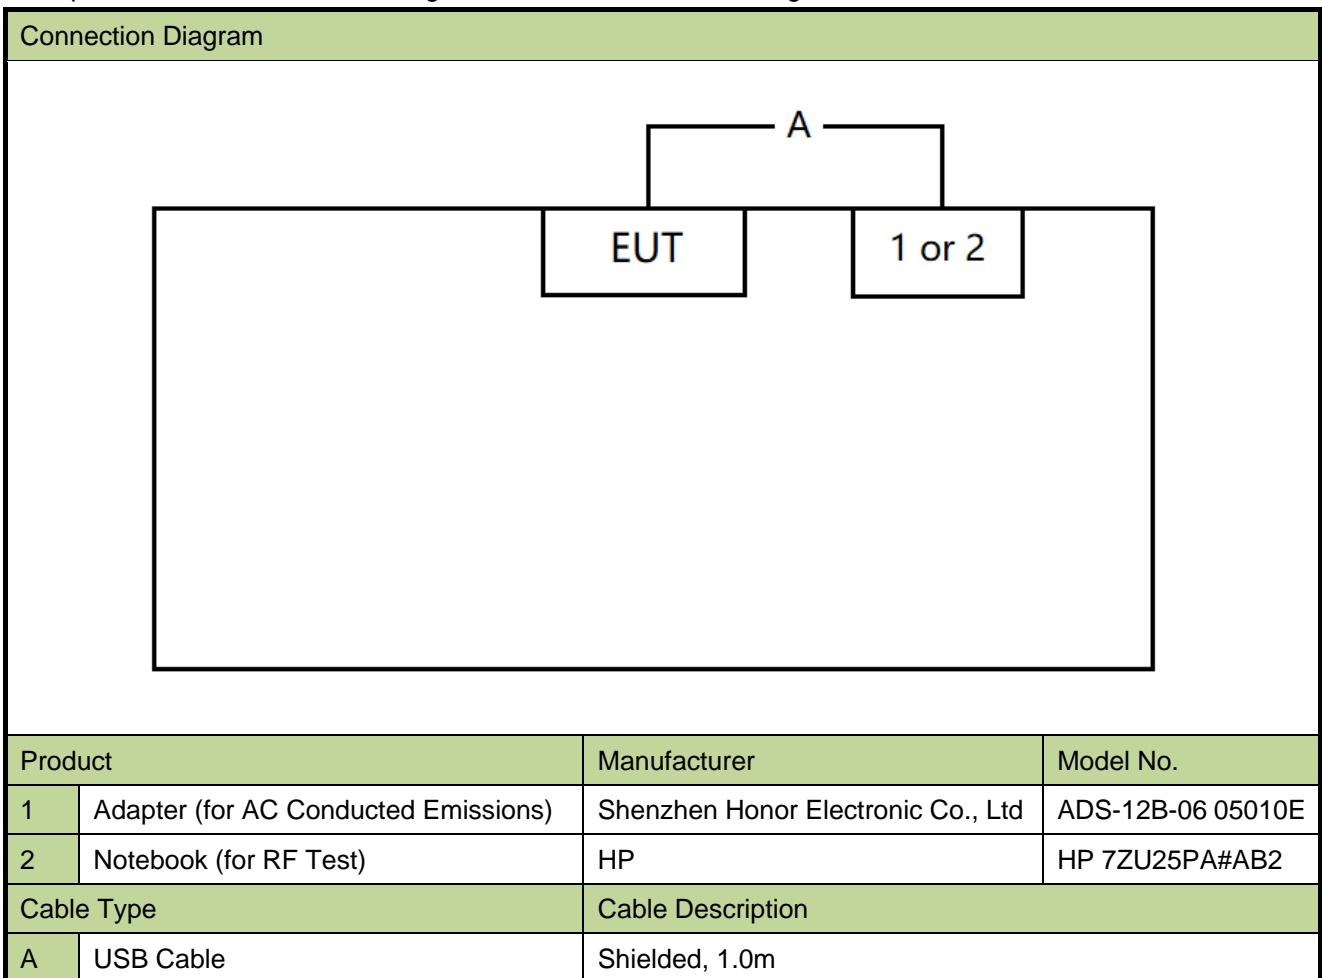 Connection Diagram
A
EUT
1 or 2
Product Manufacturer Model No.
1 Adapter (for AC Conducted Emissions) Shenzhen Honor Electronic Co., Ltd ADS-12B-06 05010E
2 Notebook (for RF Test) HP HP 7ZU25PA#AB2
Cable Type Cable Description
A USB Cable Shielded, 1.0m